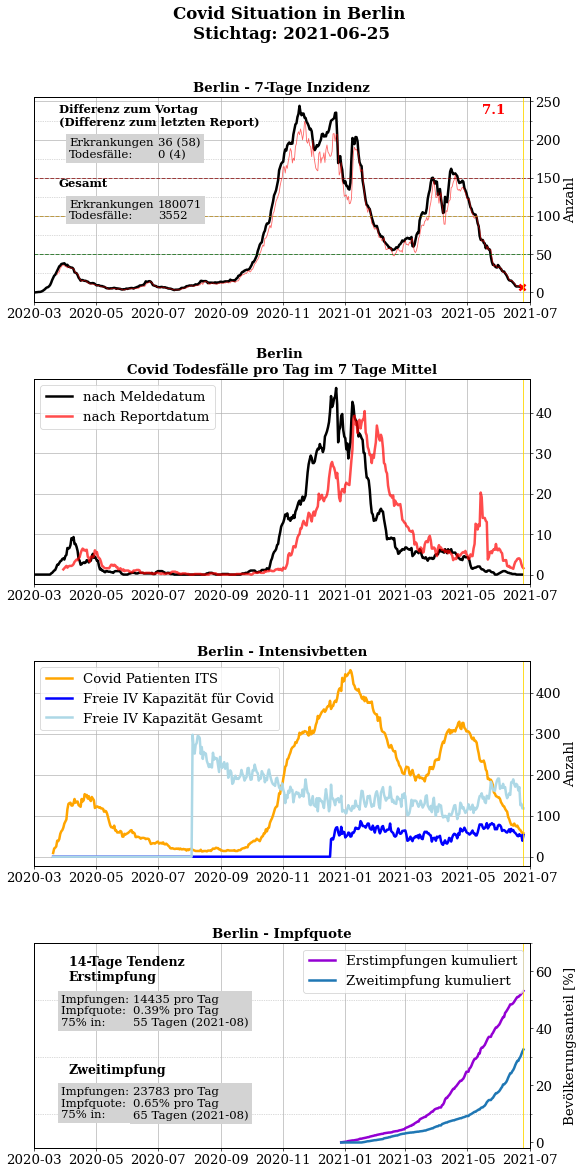 Covid Situation in Berlin
Stichtag: 2021-06-25
Berlin - 7-Tage Inzidenz
Differenz zum Vortag
(Differenz zum letzten Report)
Erkrankungen 36 (58)
Todesfälle: 0 (4)
Gesamt
Erkrankungen 180071
Todesfälle: 3552
7.1
250
200
150
100
50
0
Anzahl
2020-03 2020-05 2020-07 2020-09 2020-11 2021-01 2021-03 2021-05 2021-07
Berlin
Covid Todesfälle pro Tag im 7 Tage Mittel
nach Meldedatum
nach Reportdatum
40
30
20
10
0
2020-03 2020-05 2020-07 2020-09 2020-11 2021-01 2021-03 2021-05 2021-07
Berlin - Intensivbetten
Covid Patienten ITS
Freie IV Kapazität für Covid
Freie IV Kapazität Gesamt
400
300
200
100
0
Anzahl
2020-03 2020-05 2020-07 2020-09 2020-11 2021-01 2021-03 2021-05 2021-07
Berlin - Impfquote
14-Tage Tendenz
Erstimpfung
Impfungen: 14435 pro Tag
Impfquote: 0.39% pro Tag
75% in: 55 Tagen (2021-08)
Zweitimpfung
Impfungen: 23783 pro Tag
Impfquote: 0.65% pro Tag
75% in: 65 Tagen (2021-08)
Erstimpfungen kumuliert
Zweitimpfung kumuliert
60
40
20
0
Bevölkerungsanteil [%]
2020-03 2020-05 2020-07 2020-09 2020-11 2021-01 2021-03 2021-05 2021-07